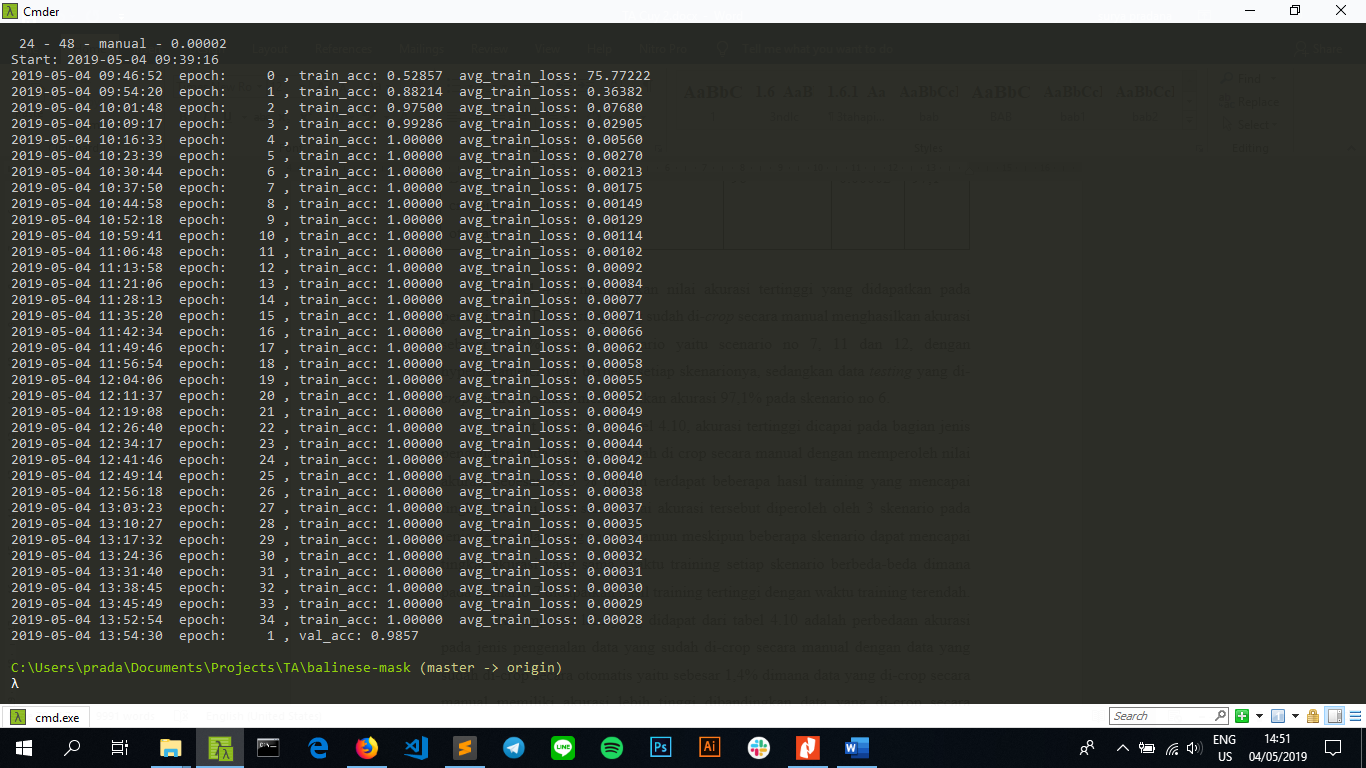 Cmder
24 - 48 - manual - 0.00002
Start: 2019-05-04 09:39:16
2019-05-04 09:46:52 epoch: 0 , train_acc: 0.52857 avg_train_loss: 75.77222
2019-05-04 09:54:20 epoch: 1 , train_acc: 0.88214 avg_train_loss: 0.36382
2019-05-04 10:01:48 epoch: 2 , train_acc: 0.97500 avg_train_loss: 0.07680
2019-05-04 10:09:17 epoch: 3 , train_acc: 0.99286 avg_train_loss: 0.02905
2019-05-04 10:16:33 epoch: 4 , train_acc: 1.00000 avg_train_loss: 0.00560
2019-05-04 10:23:39 epoch: 5 , train_acc: 1.00000 avg_train_loss: 0.00270
2019-05-04 10:30:44 epoch: 6 , train_acc: 1.00000 avg_train_loss: 0.00213
2019-05-04 10:37:50 epoch: 7 , train_acc: 1.00000 avg_train_loss: 0.00175
2019-05-04 10:44:58 epoch: 8 , train_acc: 1.00000 avg_train_loss: 0.00149
2019-05-04 10:52:18 epoch: 9 , train_acc: 1.00000 avg_train_loss: 0.00129
2019-05-04 10:59:41 epoch: 10 , train_acc: 1.00000 avg_train_loss: 0.00114
2019-05-04 11:06:48 epoch: 11 , train_acc: 1.00000 avg_train_loss: 0.00102
2019-05-04 11:13:58 epoch: 12 , train_acc: 1.00000 avg_train_loss: 0.00092
2019-05-04 11:21:06 epoch: 13 , train_acc: 1.00000 avg_train_loss: 0.00084
2019-05-04 11:28:13 epoch: 14 , train_acc: 1.00000 avg_train_loss: 0.00077
2019-05-04 11:35:20 epoch: 15 , train_acc: 1.00000 avg_train_loss: 0.00071
2019-05-04 11:42:34 epoch: 16 , train_acc: 1.00000 avg_train_loss: 0.00066
2019-05-04 11:49:46 epoch: 17 , train_acc: 1.00000 avg_train_loss: 0.00062
2019-05-04 11:56:54 epoch: 18 , train_acc: 1.00000 avg_train_loss: 0.00058
2019-05-04 12:04:06 epoch: 19 , train_acc: 1.00000 avg_train_loss: 0.00055
2019-05-04 12:11:37 epoch: 20 , train_acc: 1.00000 avg_train_loss: 0.00052
2019-05-04 12:19:08 epoch: 21 , train_acc: 1.00000 avg_train_loss: 0.00049
2019-05-04 12:26:40 epoch: 22 , train_acc: 1.00000 avg_train_loss: 0.00046
2019-05-04 12:34:17 epoch: 23 , train_acc: 1.00000 avg_train_loss: 0.00044
2019-05-04 12:41:46 epoch: 24 , train_acc: 1.00000 avg_train_loss: 0.00042
2019-05-04 12:49:14 epoch: 25 , train_acc: 1.00000 avg_train_loss: 0.00040
2019-05-04 12:56:18 epoch: 26 , train_acc: 1.00000 avg_train_loss: 0.00038
2019-05-04 13:03:23 epoch: 27 , train_acc: 1.00000 avg_train_loss: 0.00037
2019-05-04 13:10:27 epoch: 28 , train_acc: 1.00000 avg_train_loss: 0.00035
2019-05-04 13:17:32 epoch: 29 , train_acc: 1.00000 avg_train_loss: 0.00034
2019-05-04 13:24:36 epoch: 30 , train_acc: 1.00000 avg_train_loss: 0.00032
2019-05-04 13:31:40 epoch: 31 , train_acc: 1.00000 avg_train_loss: 0.00031
2019-05-04 13:38:45 epoch: 32 , train_acc: 1.00000 avg_train_loss: 0.00030
2019-05-04 13:45:49 epoch: 33 , train_acc: 1.00000 avg_train_loss: 0.00029
2019-05-04 13:52:54 epoch: 34 , train_acc: 1.00000 avg_train_loss: 0.00028
2019-05-04 13:54:30 epoch: 1 , val_acc: 0.9857
C:\Users\prada\Documents\Projects\TA\balinese-mask (master -> origin)
λ
cmd.exe
Search
ENG 14:51
US 04/05/2019